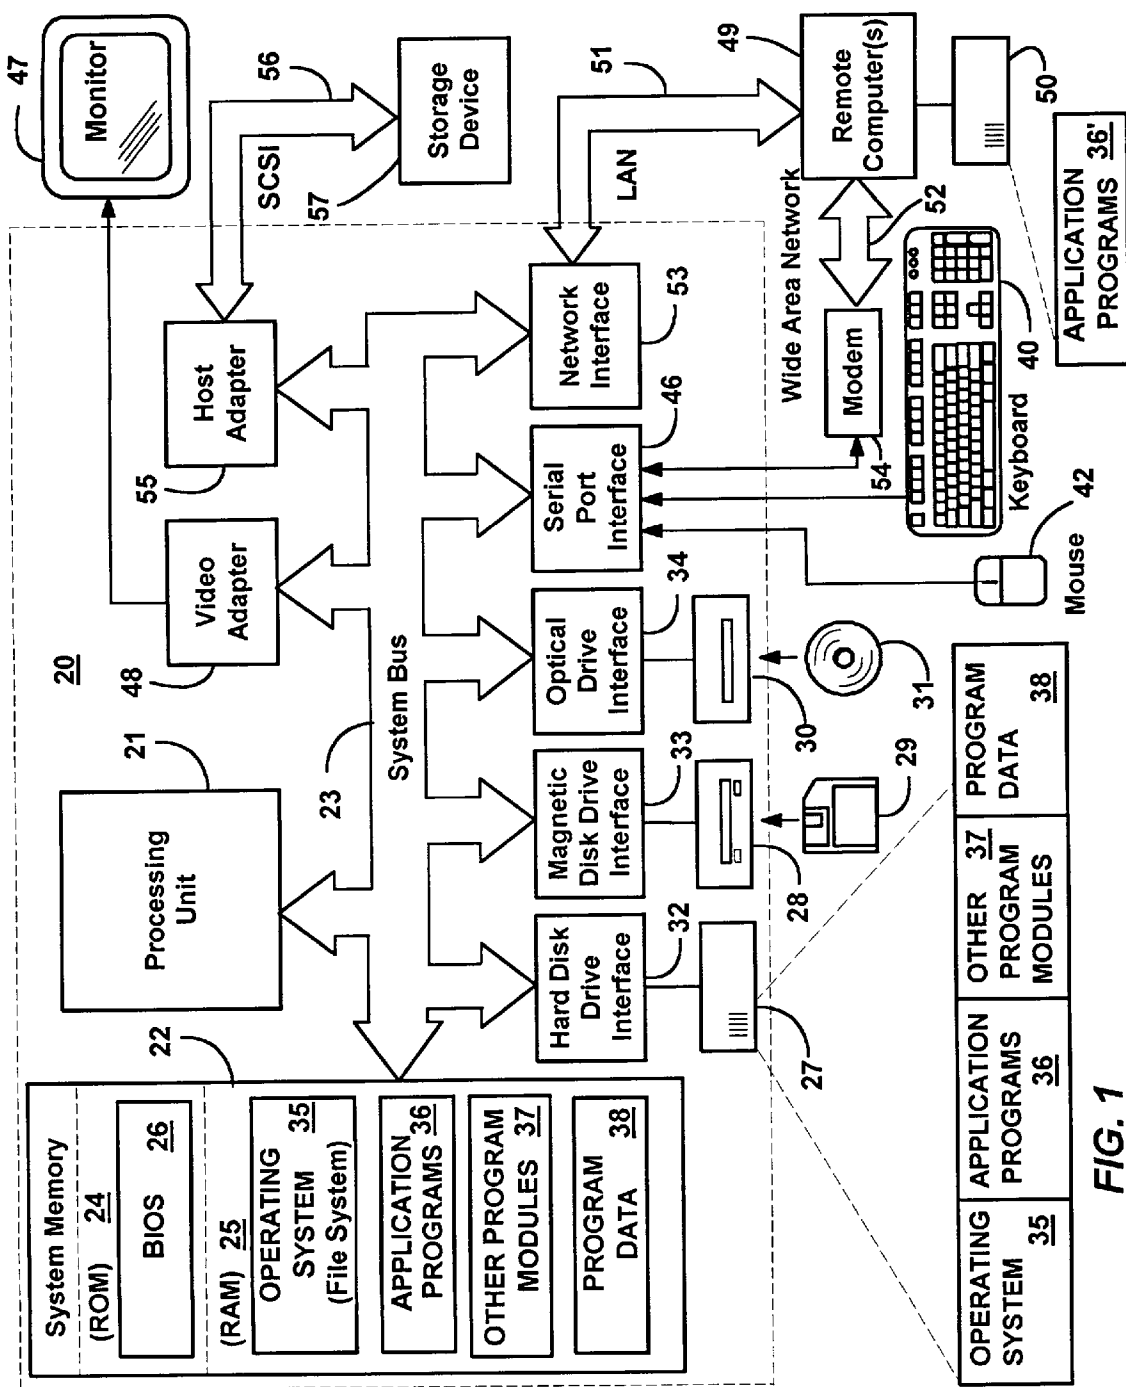 System Memory
(ROM) 24
BIOS 26
(RAM) 25
OPERATING
SYSTEM 35
(File System)
APPLICATION
PROGRAMS 36
OTHER PROGRAM
MODULES 37
PROGRAM
DATA 38
22
Processing
Unit
21
20
Video
Adapter
48
Host
Adapter
55
Monitor
47
SCSI
56
Storage
Device
57
23
System Bus
Hard Disk
Drive
Interface
32
Magnetic
Disk Drive
Interface
33
Optical
Drive
Interface
34
Serial
Port
Interface
46
Network
Interface
53
LAN
51
49
Remote
Computer(s)
50
Wide Area Network
52
Modem
54
27
28
29
30
31
Mouse
42
Keyboard
40
APPLICATION
PROGRAMS 36'
OPERATING
SYSTEM 35
APPLICATION
PROGRAMS
36
OTHER 37
PROGRAM
MODULES
PROGRAM
DATA 38
FIG. 1